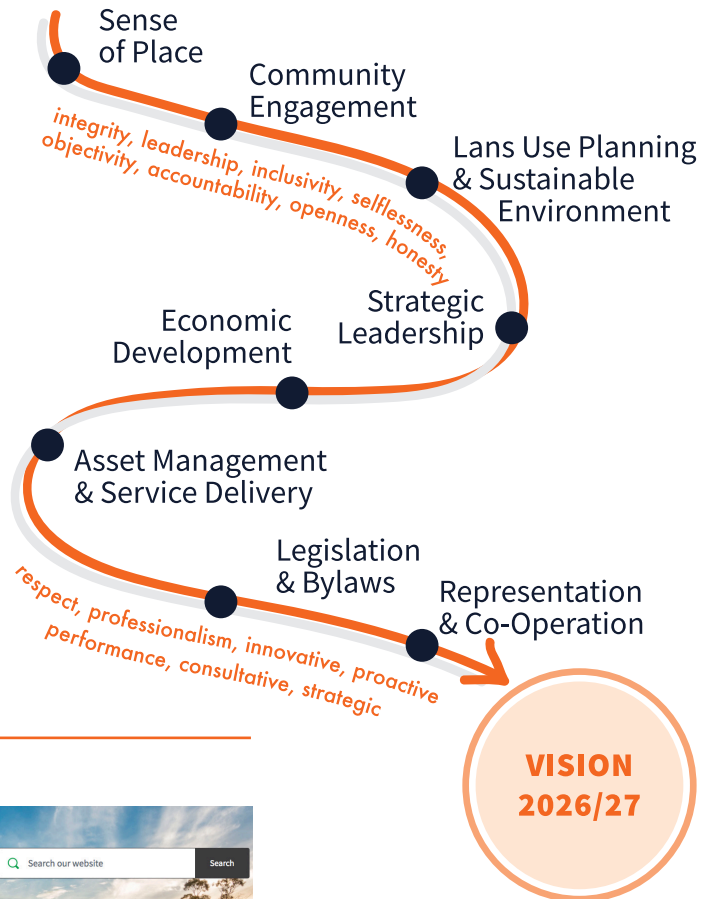 Sense
of Place
Community
Engagement
integrity, leadership, inclusivity, selflessness,
objectivity, accountability, openness, honesty
Lans Use Planning
& Sustainable
Environment
Strategic
Leadership
Economic
Development
Asset Management
& Service Delivery
Legislation
& Bylaws
Representation
& Co-Operation
respect, professionalism, innovative, proactive
performance, consultative, strategic
VISION
2026/27
Search our website
Search